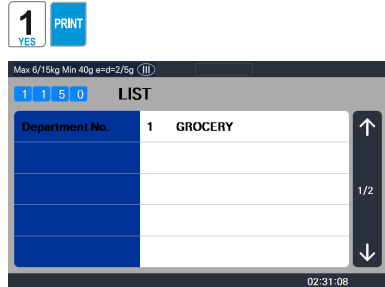 1
YES
PRINT
Max 6/15kg Min 40g e=d=2/5g III
1 1 5 0 LIST
Department No. 1 GROCERY
1/2
02:31:08